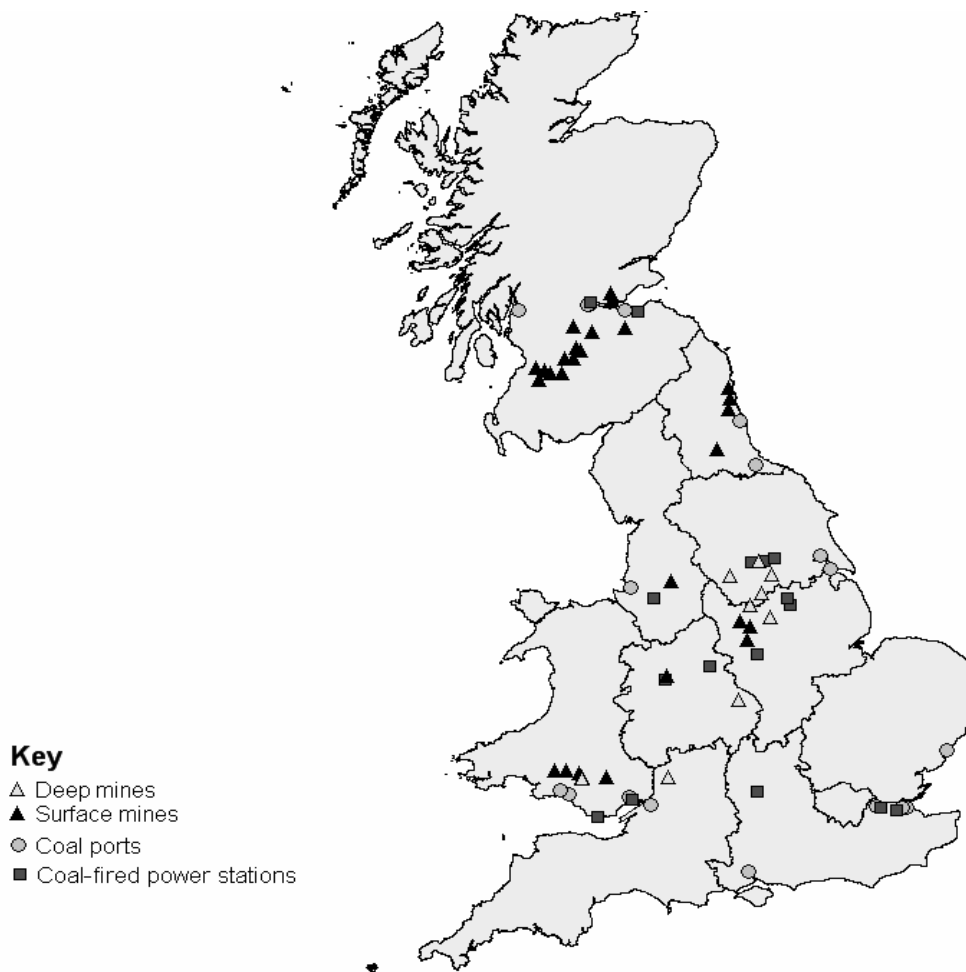 Key
Deep mines
Surface mines
Coal ports
Coal-fired power stations